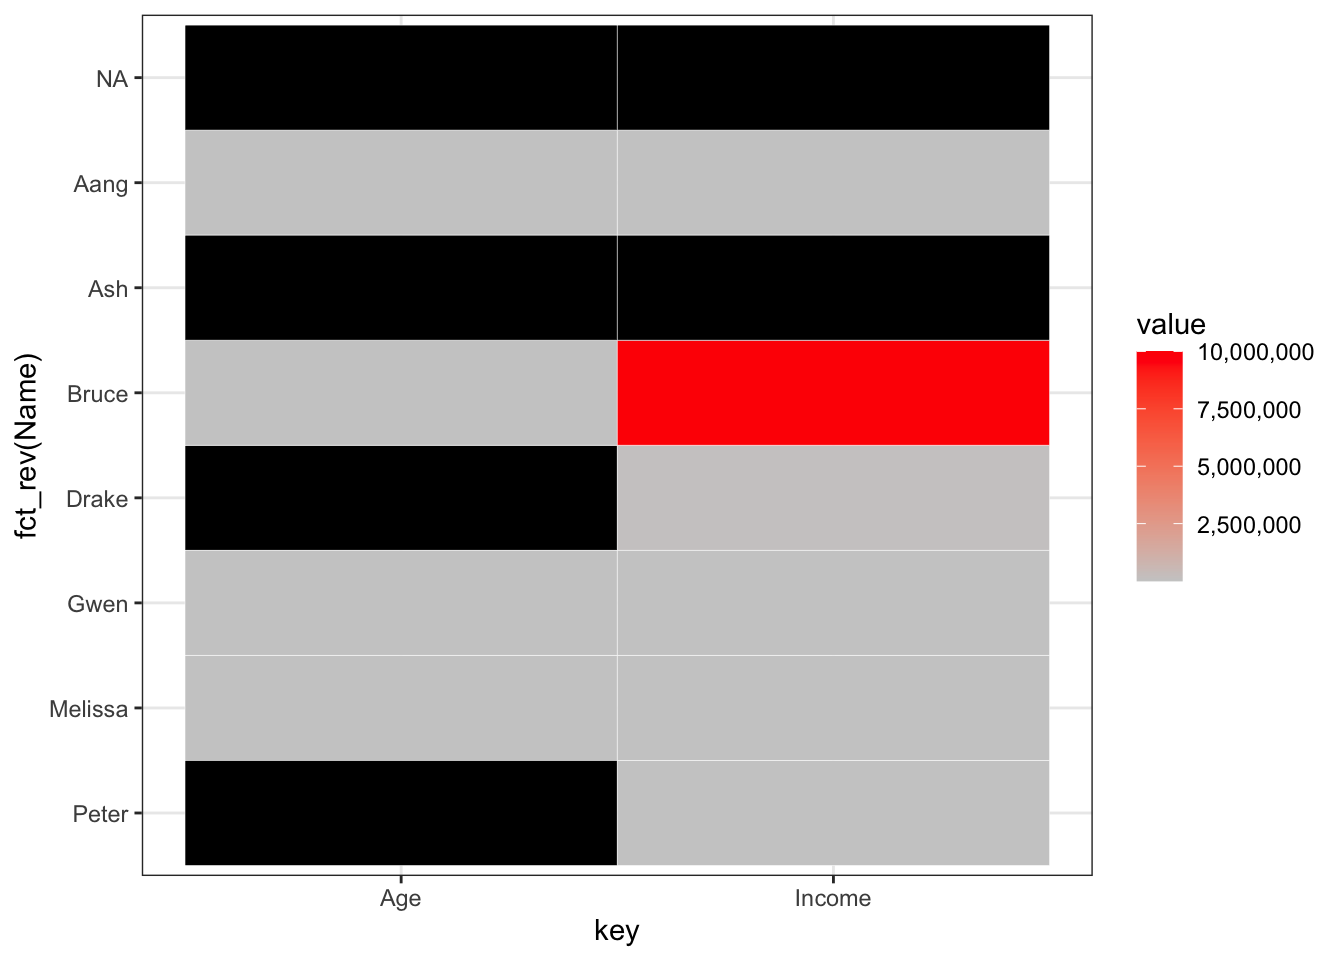 NA
Aang
Ash
Bruce
Drake
Gwen
Melissa
Peter
fct_rev(Name)
Age
Income
key
value
10,000,000
7,500,000
5,000,000
2,500,000